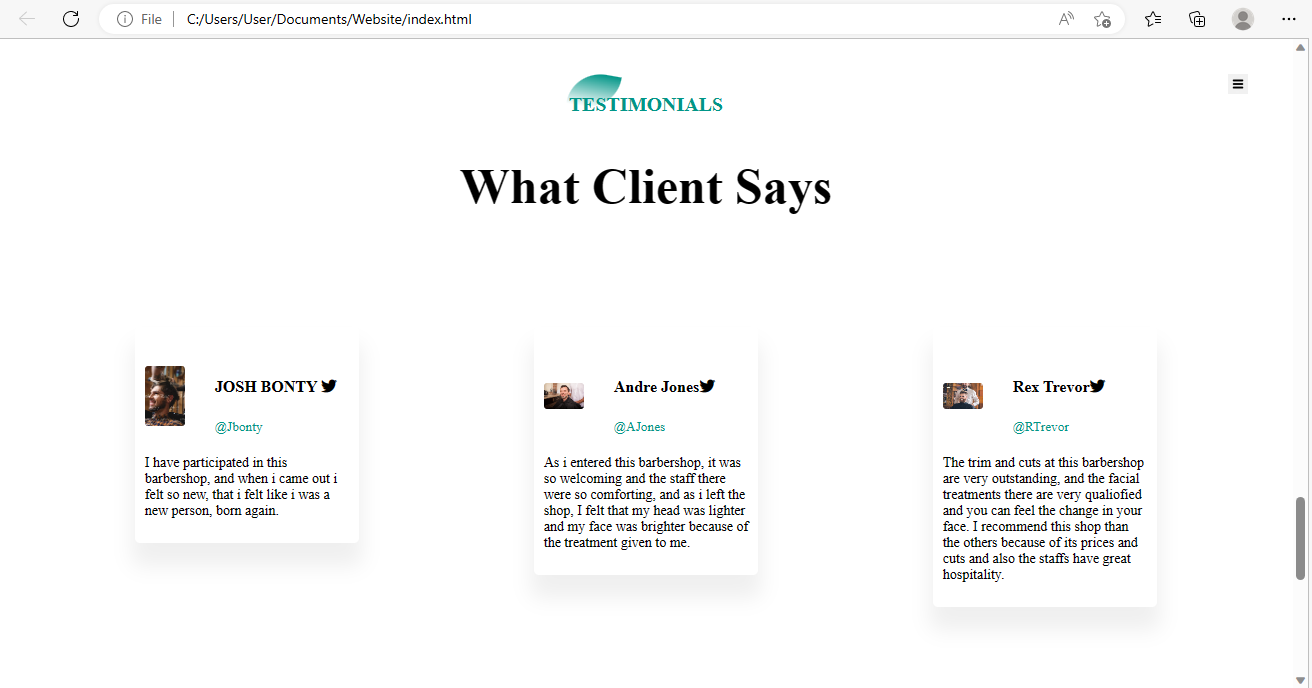 File
C:/Users/User/Documents/Website/index.html
TESTIMONIALS
What Client Says
JOSH BONTY
@Jbonty
I have participated in this
barbershop, and when i came out i
felt so new, that i felt like i was a
new person, born again.
Andre Jones
@AJones
As i entered this barbershop, it was
so welcoming and the staff there
were so comforting, and as i left the
shop, I felt that my head was lighter
and my face was brighter because of
the treatment given to me.
Rex Trevor
@RTrevor
The trim and cuts at this barbershop
are very outstanding, and the facial
treatments there are very qualiofied
and you can feel the change in your
face. I recommend this shop than
the others because of its prices and
cuts and also the staffs have great
hospitality.